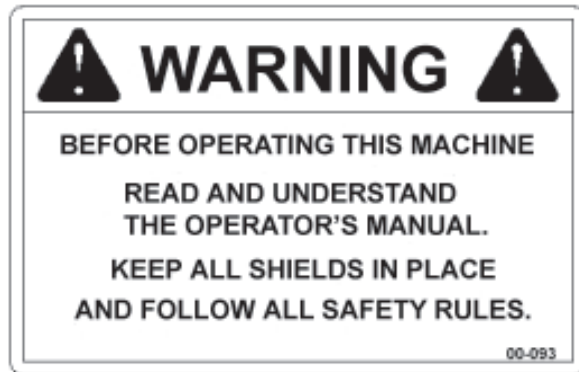 WARNING
BEFORE OPERATING THIS MACHINE
READ AND UNDERSTAND
THE OPERATOR'S MANUAL.
KEEP ALL SHIELDS IN PLACE
AND FOLLOW ALL SAFETY RULES.
00-093